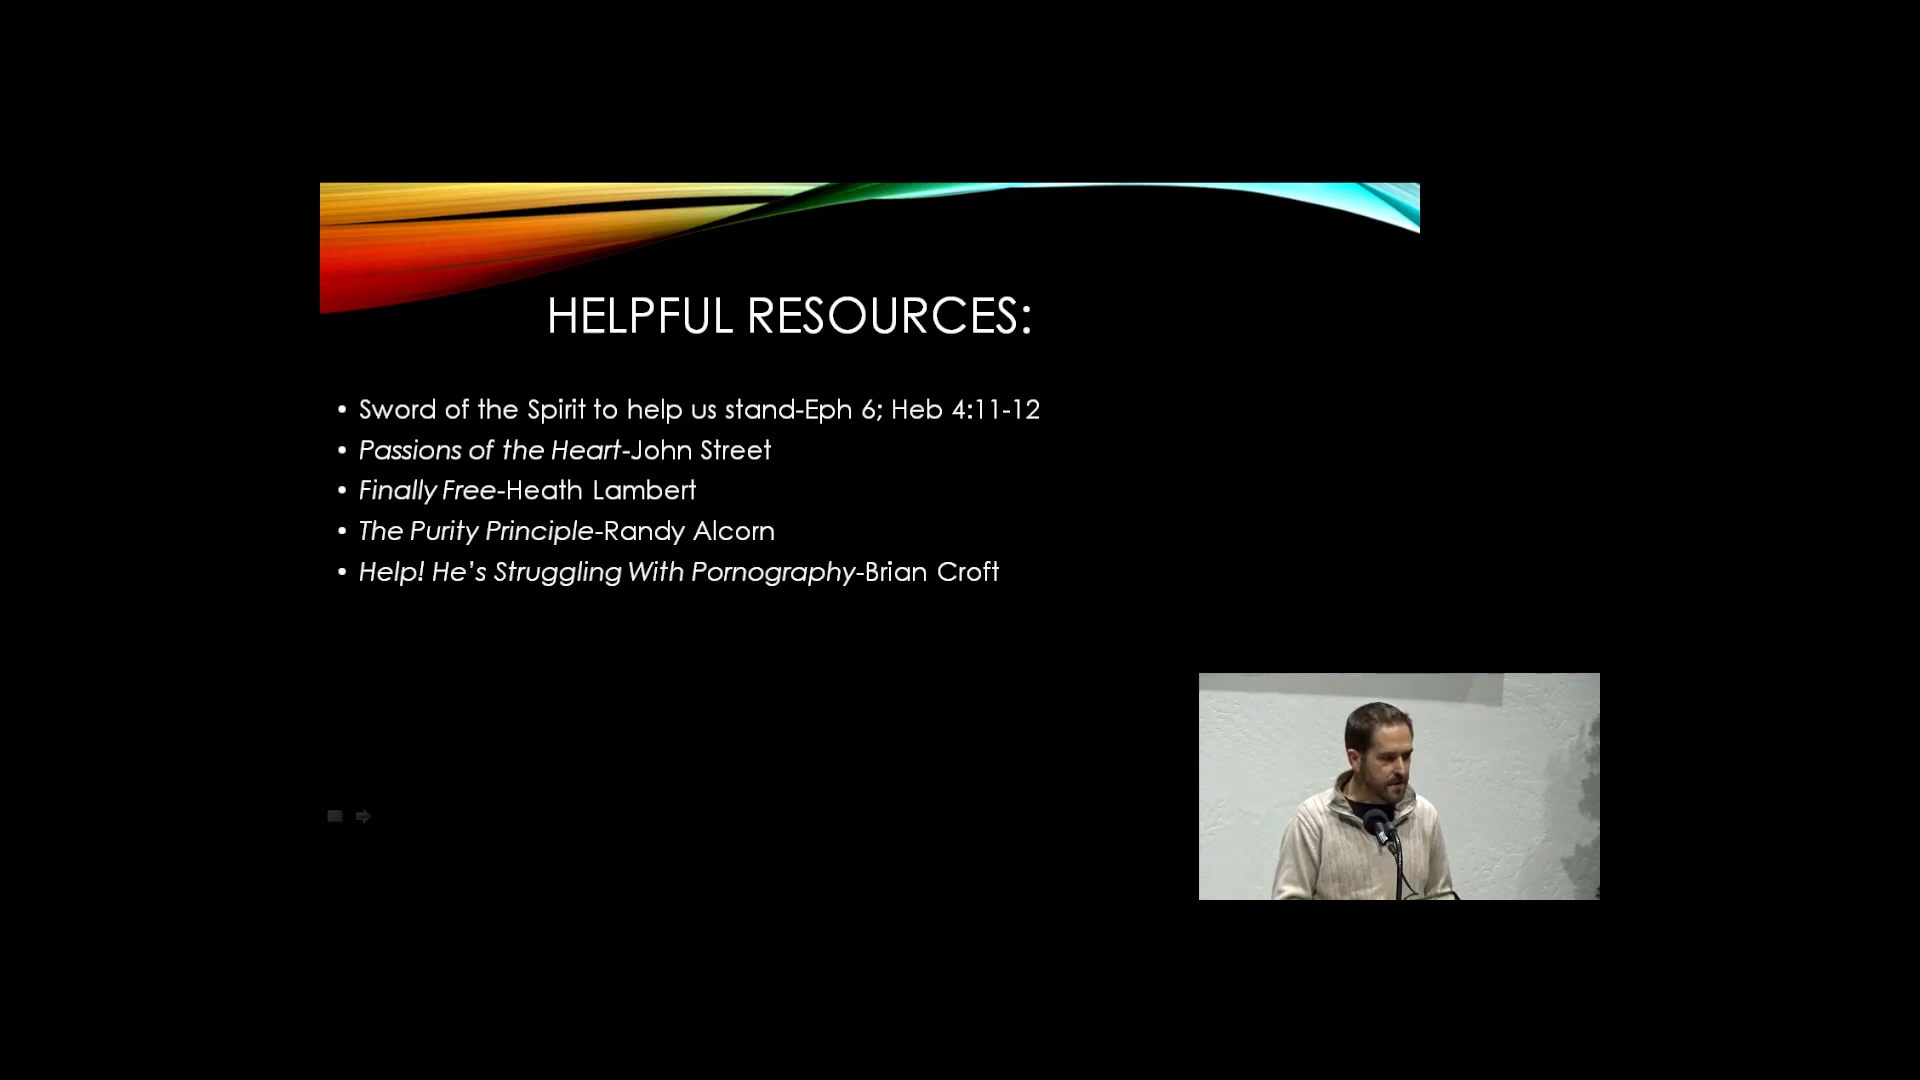 HELPFUL RESOURCES:
• Sword of the Spirit to help us stand-Eph 6; Heb 4:11-12
• Passions of the Heart-John Street
• Finally Free-Heath Lambert
• The Purity Principle-Randy Alcorn
• Help! He’s Struggling With Pornography-Brian Croft